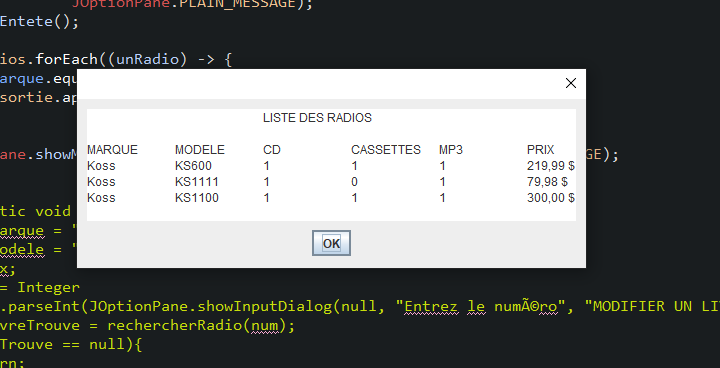 JOptionPane.PLAIN_MESSAGE);
Entete();
ios.forEach((unRadio) -> {
arque.equ
sortie.ap
LISTE DES RADIOS
MARQUE MODELE CD CASSETTES MP3 PRIX
Koss KS600 1 1 1 219,99 $
Koss KS1111 1 0 1 79,98 $
Koss KS1100 1 1 1 300,00 $
OK
ane.showM GE);
tic void
arque = "
odele = "
x;
= Integer
.parseInt(JOptionPane.showInputDialog(null, "Entrez le numÃ©ro", "MODIFIER UN LI
vreTrouve = rechercherRadio(num);
Trouve == null){
rn;